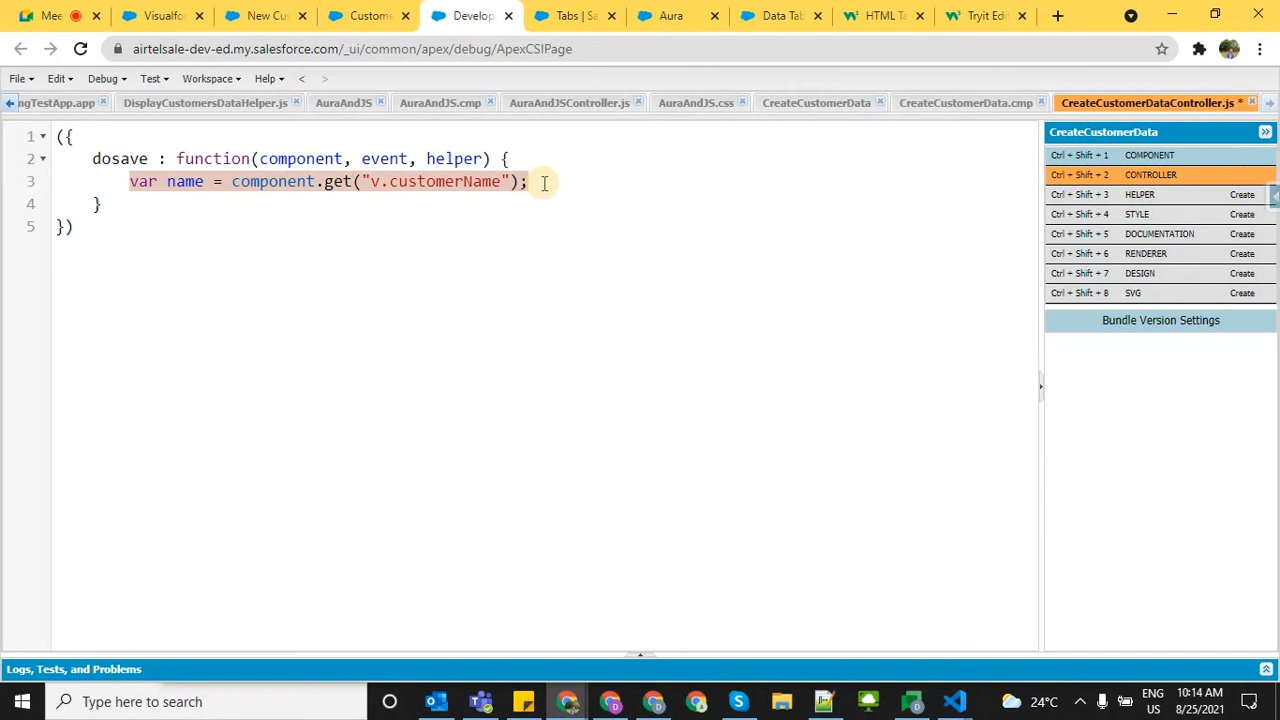 Mee
Visualfo
New Cus
Custome
Develop
Tabs | Sa
Aura
Data Tab
HTML Ta
Tryit Edit
airtelsale-dev-ed.my.salesforce.com/_ui/common/apex/debug/ApexCSIPage
File Edit Debug Test Workspace Help < >
ngTestApp.app
DisplayCustomersDataHelper.js
AuraAndJS
AuraAndJS.cmp
AuraAndJSController.js
AuraAndJS.css
CreateCustomerData
CreateCustomerData.cmp
CreateCustomerDataController.js *
1 ({
2 dosave : function(component, event, helper) {
3 var name = component.get("v.customerName");
4 }
5 })
CreateCustomerData
Ctrl + Shift + 1 COMPONENT
Ctrl + Shift + 2 CONTROLLER
Ctrl + Shift + 3 HELPER Create
Ctrl + Shift + 4 STYLE Create
Ctrl + Shift + 5 DOCUMENTATION Create
Ctrl + Shift + 6 RENDERER Create
Ctrl + Shift + 7 DESIGN Create
Ctrl + Shift + 8 SVG Create
Bundle Version Settings
Logs, Tests, and Problems
Type here to search
24°C
ENG
US
10:14 AM
8/25/2021